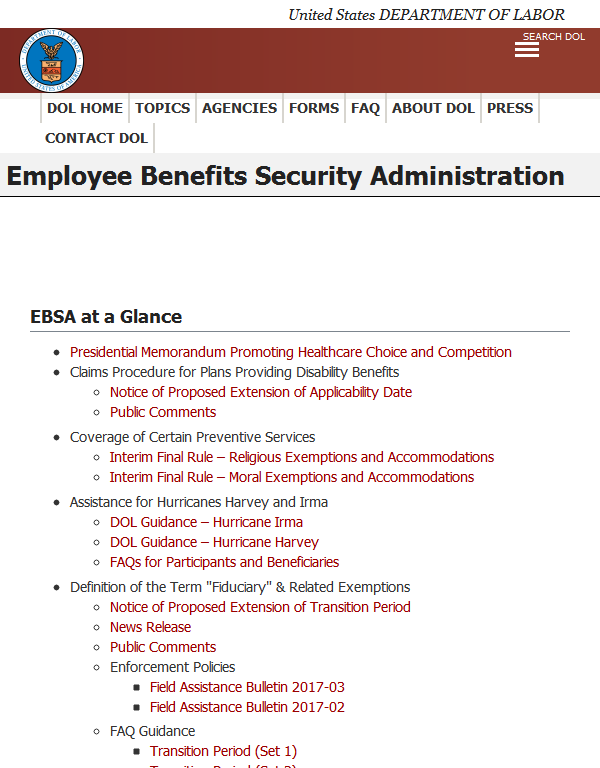 United States DEPARTMENT OF LABOR
SEARCH DOL
DOL HOME TOPICS AGENCIES FORMS FAQ ABOUT DOL PRESS
CONTACT DOL
Employee Benefits Security Administration
EBSA at a Glance
Presidential Memorandum Promoting Healthcare Choice and Competition
Claims Procedure for Plans Providing Disability Benefits
Notice of Proposed Extension of Applicability Date
Public Comments
Coverage of Certain Preventive Services
Interim Final Rule – Religious Exemptions and Accommodations
Interim Final Rule – Moral Exemptions and Accommodations
Assistance for Hurricanes Harvey and Irma
DOL Guidance – Hurricane Irma
DOL Guidance – Hurricane Harvey
FAQs for Participants and Beneficiaries
Definition of the Term "Fiduciary" & Related Exemptions
Notice of Proposed Extension of Transition Period
News Release
Public Comments
Enforcement Policies
Field Assistance Bulletin 2017-03
Field Assistance Bulletin 2017-02
FAQ Guidance
Transition Period (Set 1)